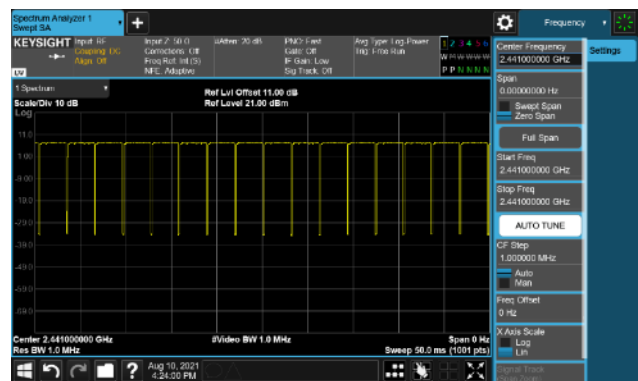 Spectrum Analyzer 1
Swept SA
Frequency
KEYSIGHT
Input: RF
Coupling: DC
Align: Off
Input Z: 50 Ω
Corrections: Off
Freq Ref: Int (S)
NFE: Adaptive
#Atten: 20 dB
PNO: Fast
Gate: Off
IF Gain: Low
Sig Track: Off
Avg Type: Log-Power
Trig: Free Run
1 2 3 4 5 6
W W W W W W
P P N N N N
LVI
1 Spectrum
Scale/Div 10 dB
Log
Ref Lvl Offset 11.00 dB
Ref Level 21.00 dBm
11.0
1.00
-9.00
-19.0
-29.0
-39.0
-49.0
-59.0
-69.0
Center 2.441000000 GHz
Res BW 1.0 MHz
#Video BW 1.0 MHz
Span 0 Hz
Sweep 50.0 ms (1001 pts)
Aug 10, 2021
4:24:00 PM
Center Frequency
2.441000000 GHz
Settings
Span
0.00000000 Hz
Swept Span
Zero Span
Full Span
Start Freq
2.441000000 GHz
Stop Freq
2.441000000 GHz
AUTO TUNE
CF Step
1.000000 MHz
Auto
Man
Freq Offset
0 Hz
X Axis Scale
Log
Lin
Signal Track
(Span Zoom)